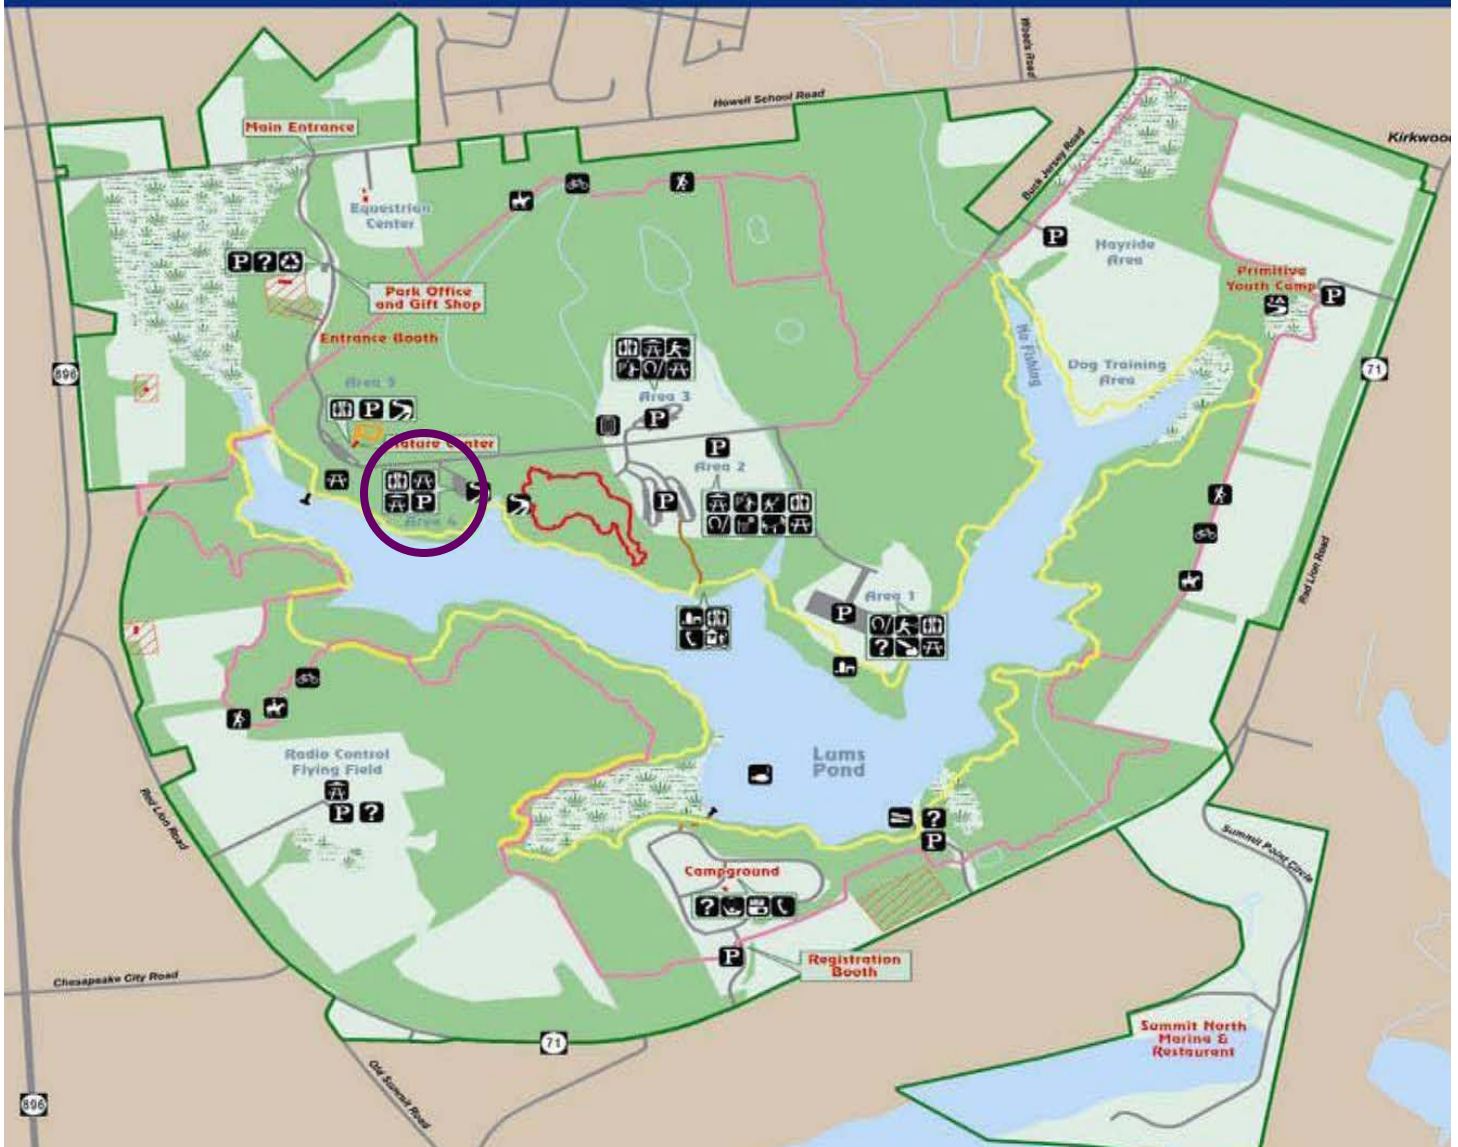 Howell School Road
Woods Road
Kirkwood
Main Entrance
Buck Jersey Road
Equestrian
Center
P
Hayride
Area
P ?
Primitive
Youth Camp
P
Park Office
and Gift Shop
Entrance Booth
No Fishing
896
71
Dog Training
Area
Area 5
P
Area 3
P
Nature Center
P
Area 2
P
P
Area 4
Red Lion Road
Area 1
P
?
Radio Control
Flying Field
P ?
Lums
Pond
?
P
Red Lion Road
Summit Point Circle
Campground
?
P
Registration
Booth
Chesapeake City Road
Summit North
Marina &
Restaurant
71
Old Summit Road
896